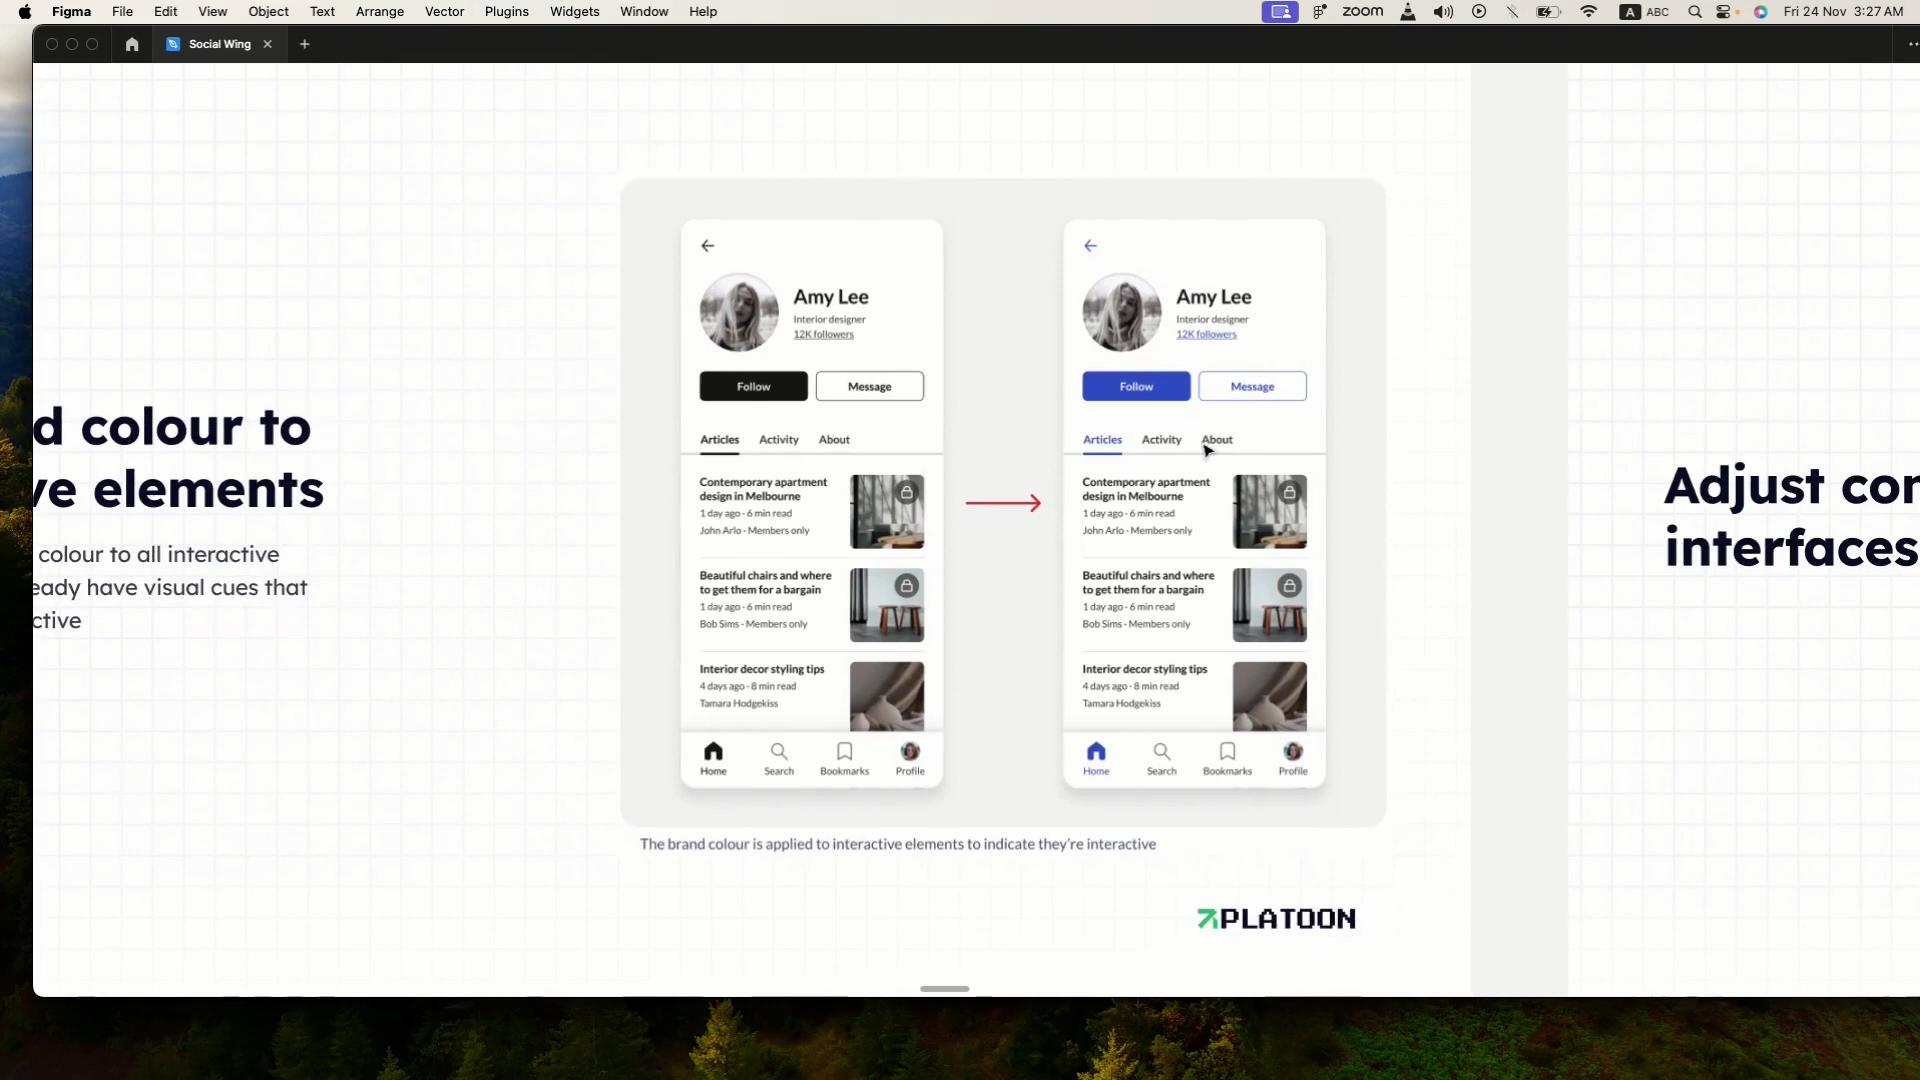 Figma File Edit View Object Text Arrange Vector Plugins Widgets Window Help
zoom A ABC Fri 24 Nov 3:27 AM
Social Wing
d colour to
ve elements
colour to all interactive
eady have visual cues that
ctive
Amy Lee
Interior designer
12K followers
Follow Message
Articles Activity About
Contemporary apartment
design in Melbourne
1 day ago - 6 min read
John Arlo - Members only
Beautiful chairs and where
to get them for a bargain
1 day ago - 6 min read
Bob Sims - Members only
Interior decor styling tips
4 days ago - 8 min read
Tamara Hodgekiss
Home Search Bookmarks Profile
Amy Lee
Interior designer
12K followers
Follow Message
Articles Activity About
Contemporary apartment
design in Melbourne
1 day ago - 6 min read
John Arlo - Members only
Beautiful chairs and where
to get them for a bargain
1 day ago - 6 min read
Bob Sims - Members only
Interior decor styling tips
4 days ago - 8 min read
Tamara Hodgekiss
Home Search Bookmarks Profile
The brand colour is applied to interactive elements to indicate they're interactive
PLATOON
Adjust con
interfaces